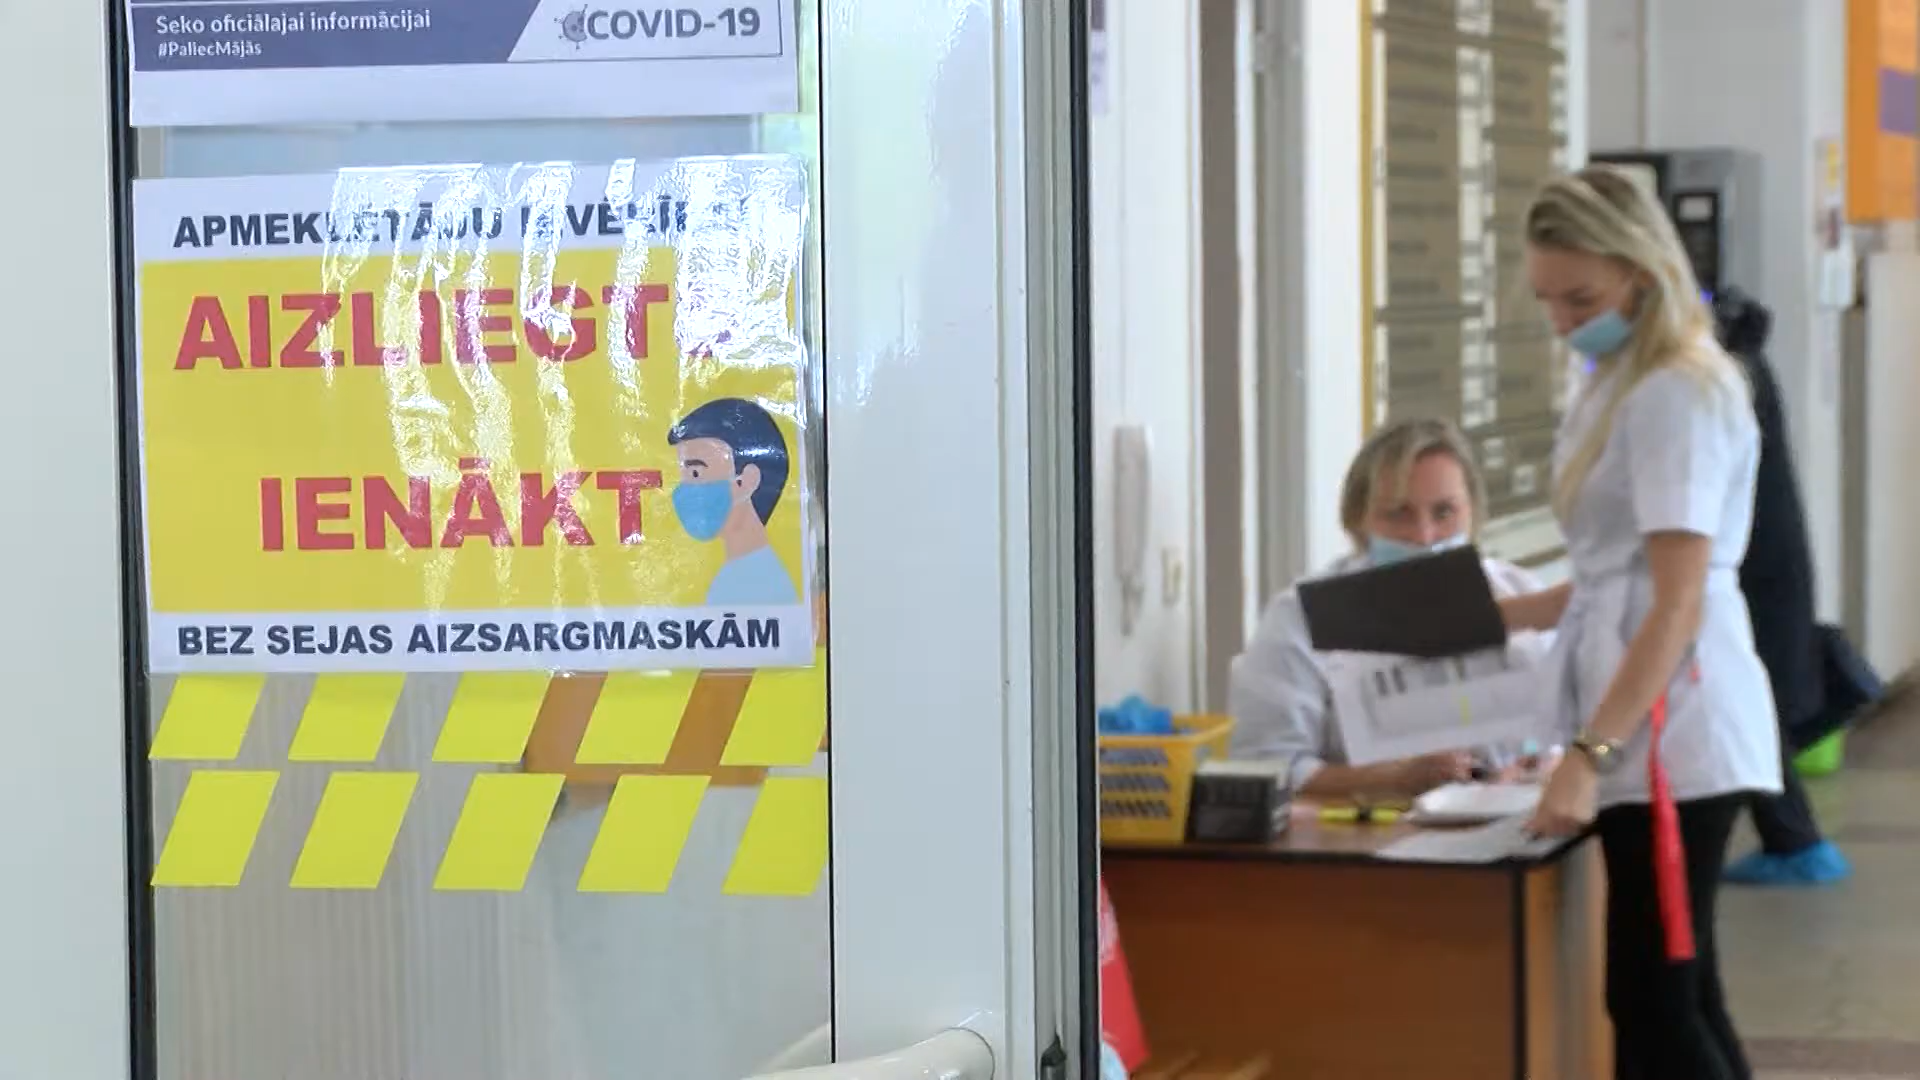 Seko oficiālajai informācijai
#PaliecMājās
COVID-19
APMEKLĒTĀJU
AIZLIEGTS
IENĀKT
BEZ SEJAS AIZSARGMASKĀM